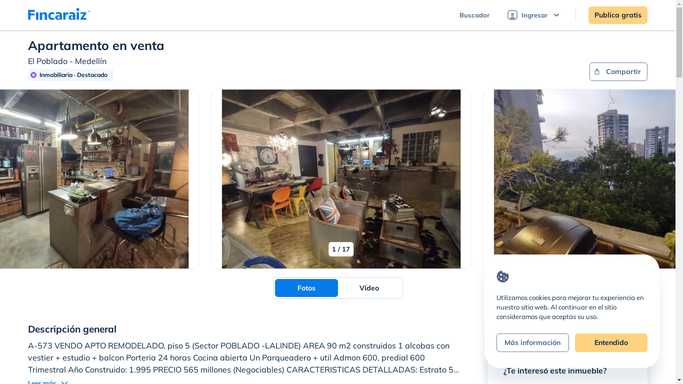 Fincaraiz
Buscador
Ingresar
Publica gratis
Apartamento en venta
El Poblado - Medellín
Inmobiliaria · Destacado
Compartir
1 / 17
Fotos
Video
Descripción general
A-573 VENDO APTO REMODELADO, piso 5 (Sector POBLADO -LALINDE) AREA 90 m2 construidos 1 alcobas con
vestier + estudio + balcon Porteria 24 horas Cocina abierta Un Parqueadero + util Admon 600, predial 600
Trimestral Año Construido: 1.995 PRECIO 565 millones (Negociables) CARACTERISTICAS DETALLADAS: Estrato 5...
Leer más
Utilizamos cookies para mejorar tu experiencia en
nuestro sitio web. Al continuar en el sitio
consideramos que aceptas su uso.
Más información
Entendido
¿Te interesó este inmueble?